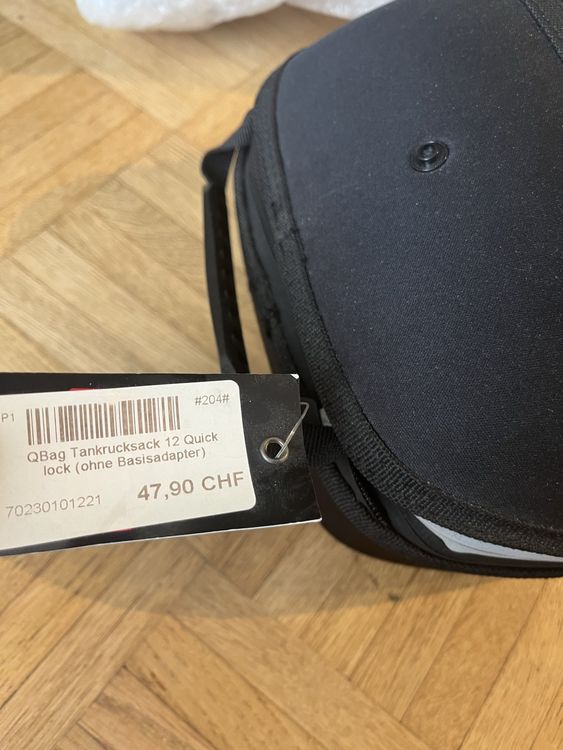 P1
#204#
QBag Tankrucksack 12 Quick
lock (ohne Basisadapter)
70230101221
47,90 CHF